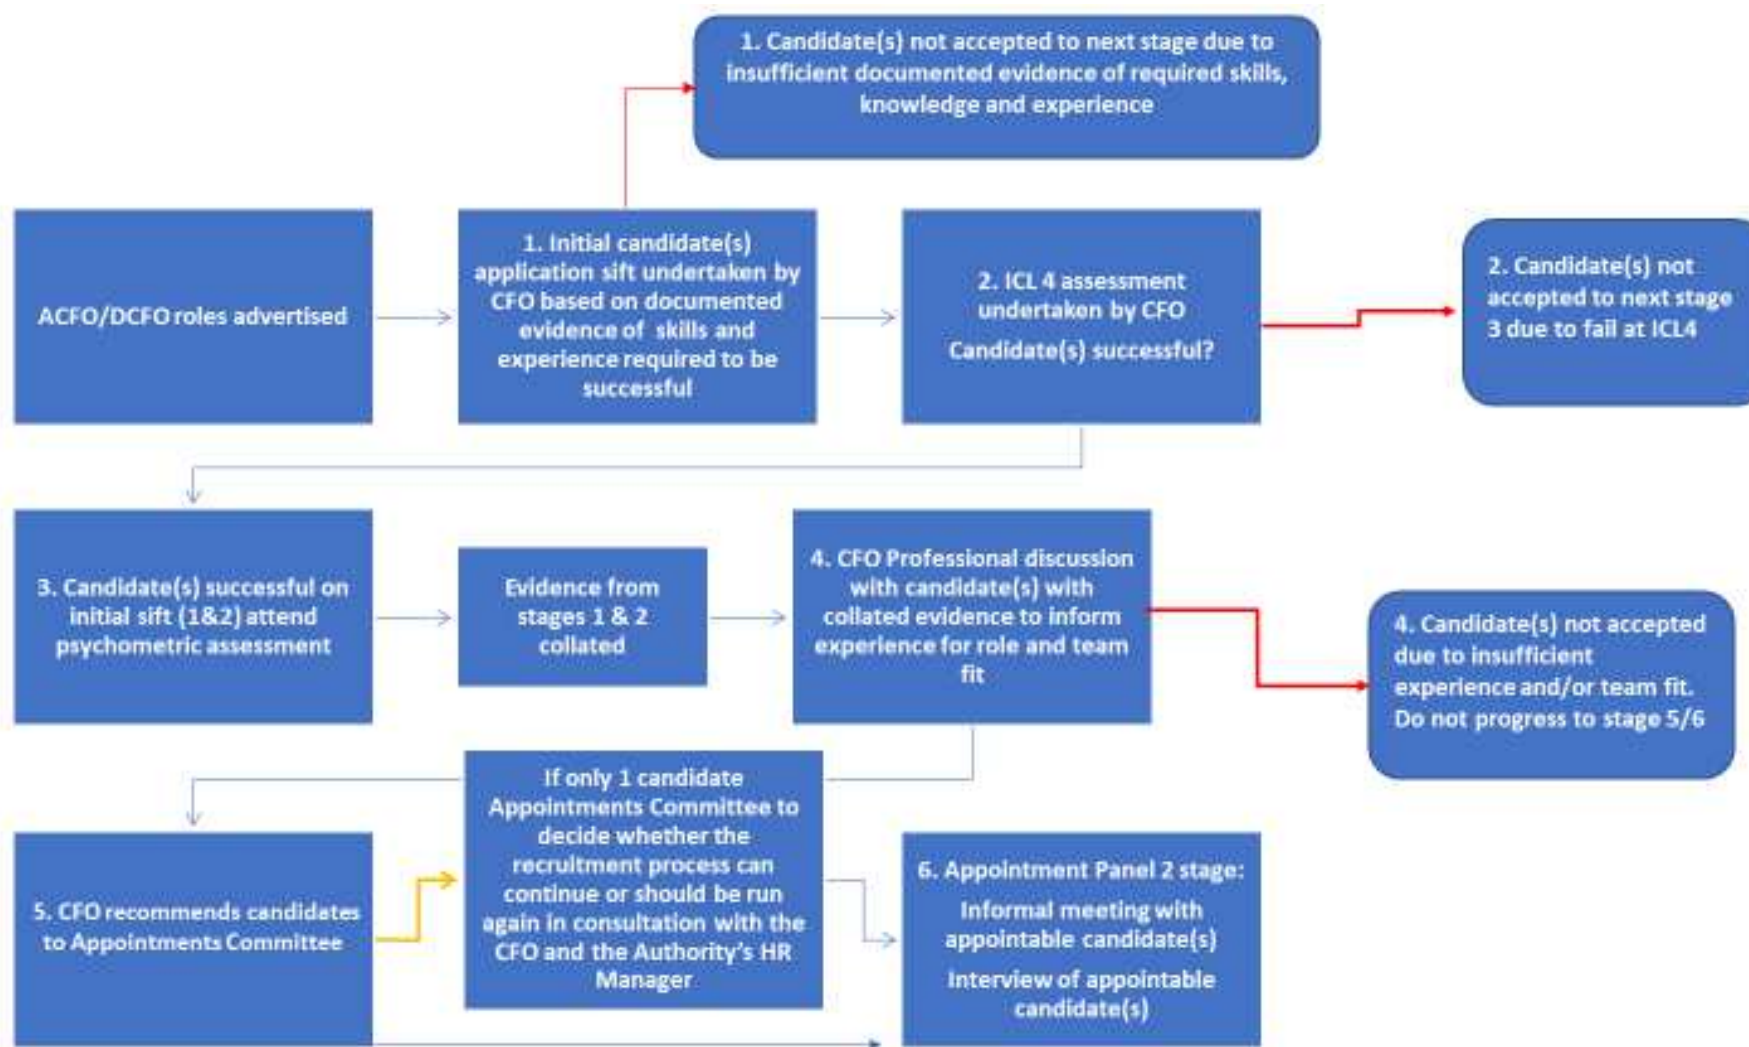 1. Candidate(s) not accepted to next stage due to
insufficient documented evidence of required skills,
knowledge and experience
ACFO/DCFO roles advertised
1. Initial candidate(s)
application sift undertaken by
CFO based on documented
evidence of skills and
experience required to be
successful
2. ICL 4 assessment
undertaken by CFO
Candidate(s) successful?
2. Candidate(s) not
accepted to next stage
3 due to fail at ICL4
3. Candidate(s) successful on
initial sift (1&2) attend
psychometric assessment
Evidence from
stages 1 & 2
collated
4. CFO Professional discussion
with candidate(s) with
collated evidence to inform
experience for role and team
fit
4. Candidate(s) not accepted
due to insufficient
experience and/or team fit.
Do not progress to stage 5/6
5. CFO recommends candidates
to Appointments Committee
If only 1 candidate
Appointments Committee to
decide whether the
recruitment process can
continue or should be run
again in consultation with the
CFO and the Authority's HR
Manager
6. Appointment Panel 2 stage:
Informal meeting with
appointable candidate(s)
Interview of appointable
candidate(s)